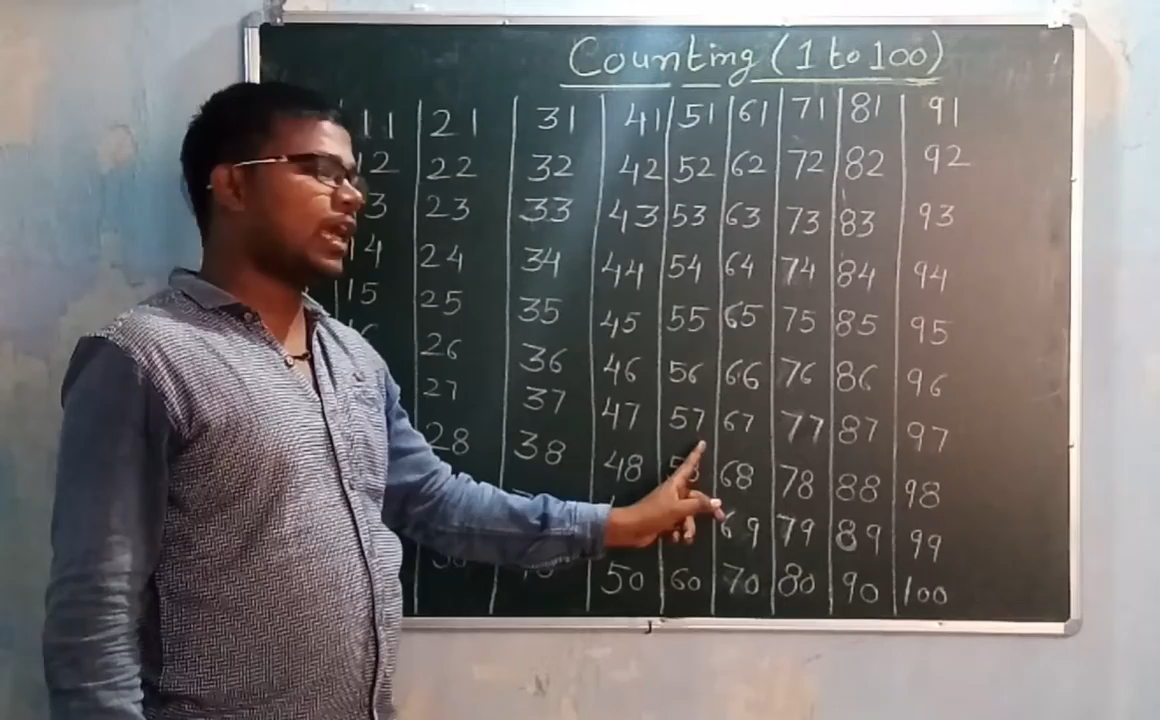 Counting (1 to 100)
11 21 31 41 51 61 71 81 91
12 22 32 42 52 62 72 82 92
3 23 33 43 53 63 73 83 93
14 24 34 44 54 64 74 84 94
15 25 35 45 55 65 75 85 95
26 36 46 56 66 76 86 96
27 37 47 57 67 77 87 97
28 38 48 58 68 78 88 98
69 79 89 99
50 60 70 80 90 100